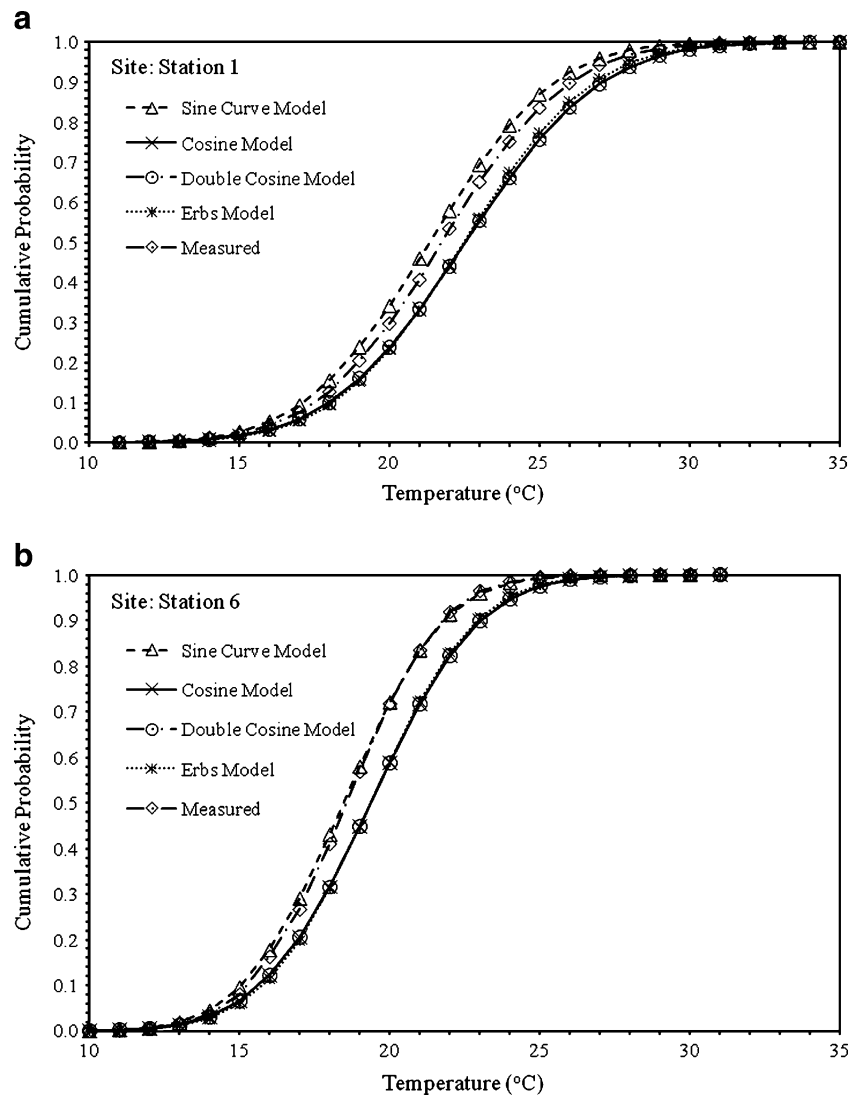 a
Site: Station 1
Sine Curve Model
Cosine Model
Double Cosine Model
Erbs Model
Measured
Cumulative Probability
1.0
0.9
0.8
0.7
0.6
0.5
0.4
0.3
0.2
0.1
0.0
10 15 20 25 30 35
Temperature (°C)
b
Site: Station 6
Sine Curve Model
Cosine Model
Double Cosine Model
Erbs Model
Measured
Cumulative Probability
1.0
0.9
0.8
0.7
0.6
0.5
0.4
0.3
0.2
0.1
0.0
10 15 20 25 30 35
Temperature (°C)